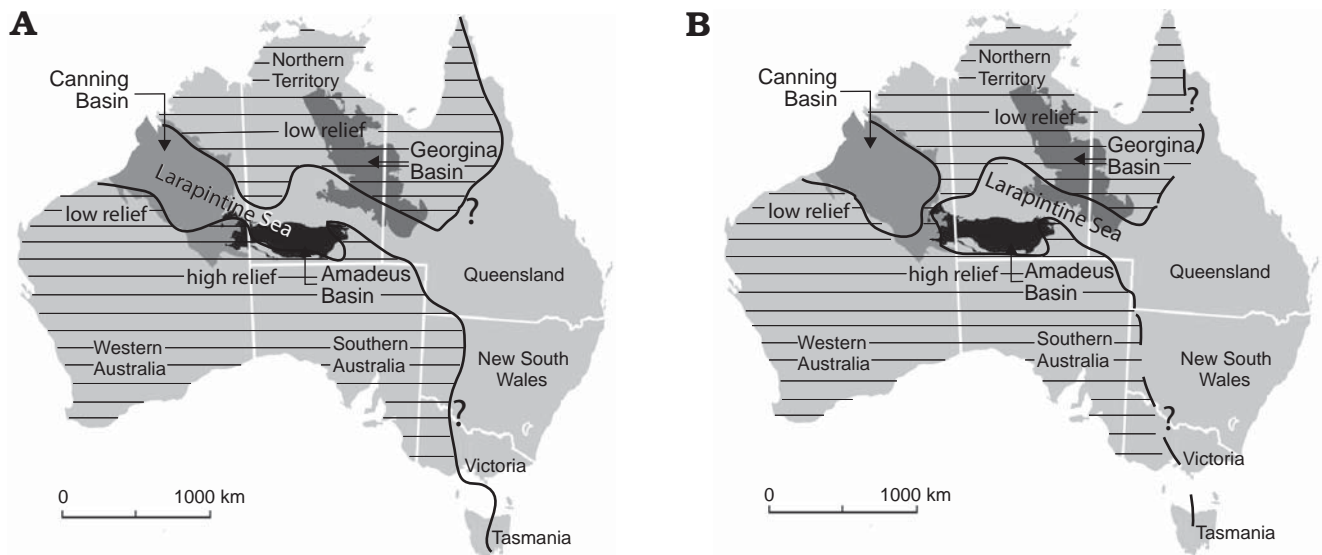 A
Northern
Territory
Canning
Basin
low relief
Georgina
Basin
Larapintine Sea
low relief
?
high relief
Amadeus
Basin
Queensland
Western
Australia
Southern
Australia
New South
Wales
?
Victoria
0 1000 km
Tasmania
B
Northern
Territory
Canning
Basin
?
low relief
Georgina
Basin
Larapintine Sea
low relief
high relief
Amadeus
Basin
Queensland
Western
Australia
Southern
Australia
New South
Wales
?
Victoria
0 1000 km
Tasmania